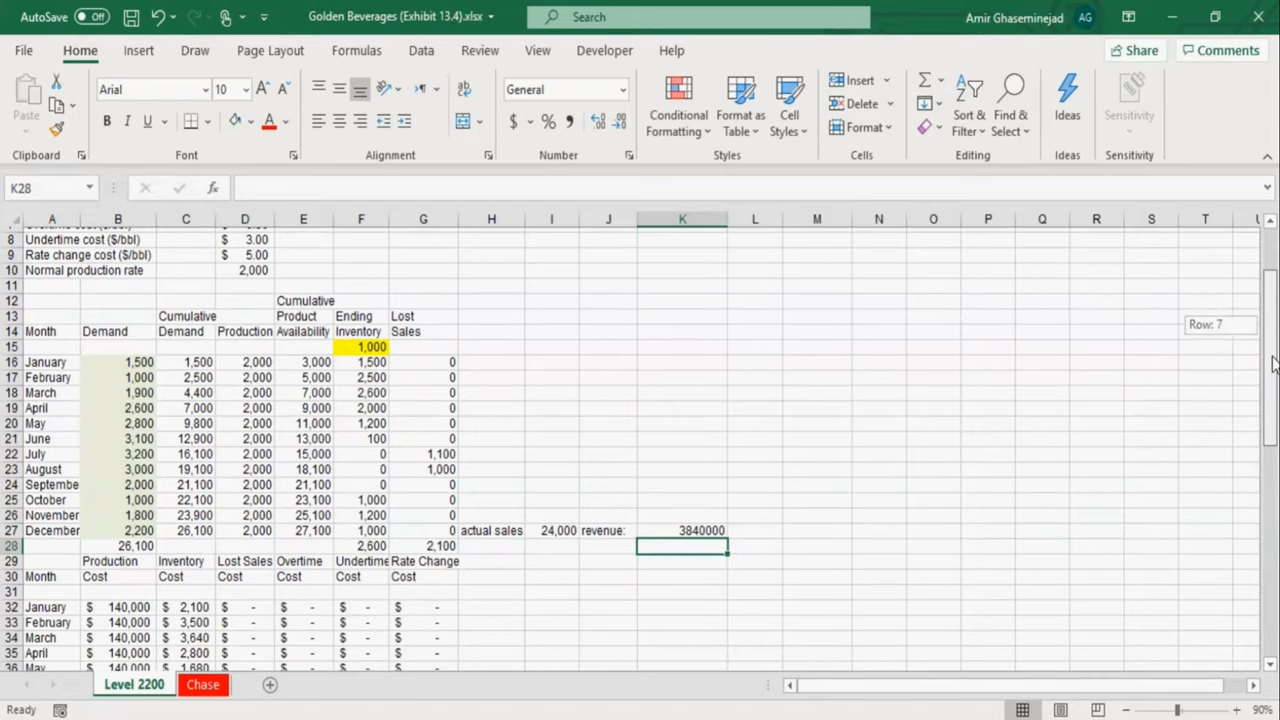 AutoSave Off Golden Beverages (Exhibit 13.4).xlsx Search Amir Ghaseminejad AG
File Home Insert Draw Page Layout Formulas Data Review View Developer Help Share Comments
Arial 10 General Insert
Paste Conditional Format as Cell Delete Sort & Find & Ideas Sensitivity
B I U A $ % Formatting Table Styles Format Filter Select
Clipboard Font Alignment Number Styles Cells Editing Ideas Sensitivity
K28 fx
A B C D E F G H I J K L M N O P Q R S T
8 Undertime cost ($/bbl) $ 3.00
9 Rate change cost ($/bbl) $ 5.00
10 Normal production rate 2,000
11
12 Cumulative
13 Cumulative Product Ending Lost
14 Month Demand Demand Production Availability Inventory Sales
15 1,000
16 January 1,500 1,500 2,000 3,000 1,500 0
17 February 1,000 2,500 2,000 5,000 2,500 0
18 March 1,900 4,400 2,000 7,000 2,600 0
19 April 2,600 7,000 2,000 9,000 2,000 0
20 May 2,800 9,800 2,000 11,000 1,200 0
21 June 3,100 12,900 2,000 13,000 100 0
22 July 3,200 16,100 2,000 15,000 0 1,100
23 August 3,000 19,100 2,000 18,100 0 1,000
24 Septembe 2,000 21,100 2,000 21,100 0 0
25 October 1,000 22,100 2,000 23,100 1,000 0
26 November 1,800 23,900 2,000 25,100 1,200 0
27 December 2,200 26,100 2,000 27,100 1,000 0 actual sales 24,000 revenue: 3840000
28 26,100 2,600 2,100
29 Production Inventory Lost Sales Overtime Undertime Rate Change
30 Month Cost Cost Cost Cost Cost Cost
31
32 January $ 140,000 $ 2,100 $ - $ - $ - $ -
33 February $ 140,000 $ 3,500 $ - $ - $ - $ -
34 March $ 140,000 $ 3,640 $ - $ - $ - $ -
35 April $ 140,000 $ 2,800 $ - $ - $ - $ -
36 May $ 140,000 $ 1,680 $ - $ - $ - $ -
Row: 7
Level 2200 Chase
Ready 90%